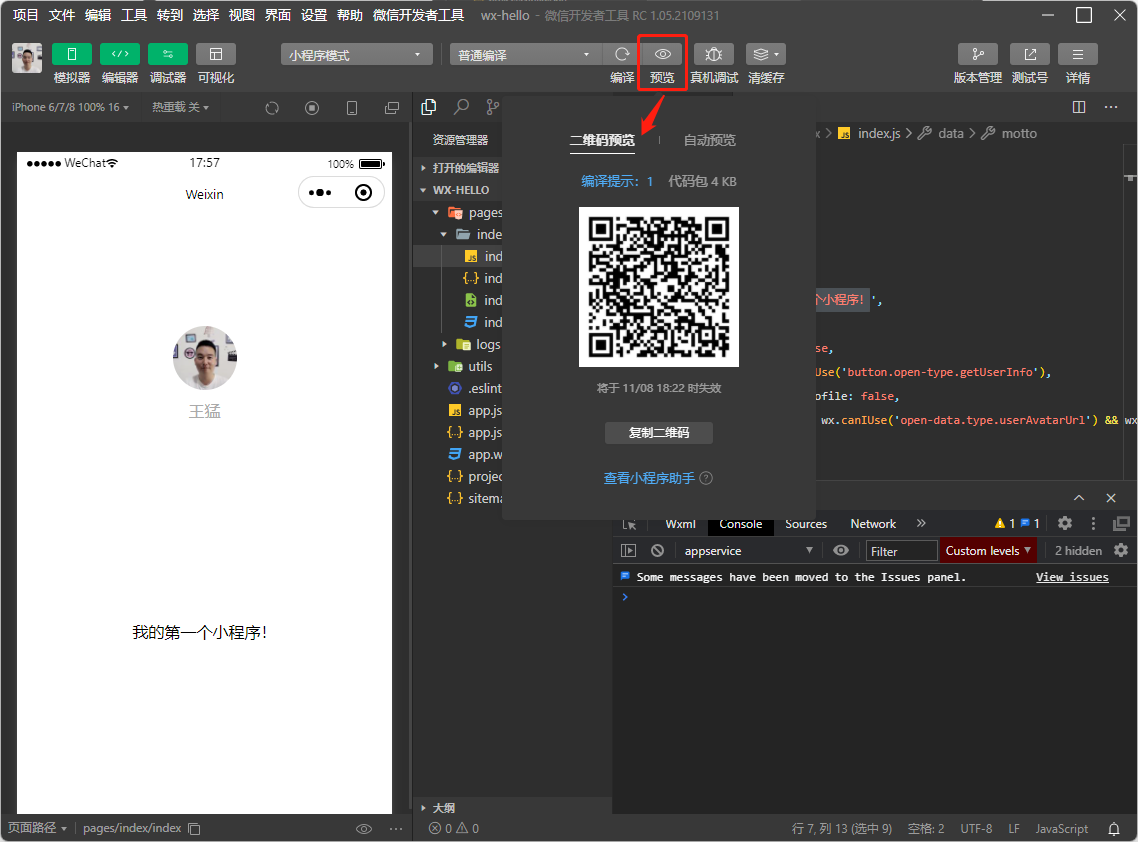 项目 文件 编辑 工具 转到 选择 视图 界面 设置 帮助 微信开发者工具 wx-hello - 微信开发者工具 RC 1.05.2109131
小程序模式 普通编译
模拟器 编辑器 调试器 可视化 编译 预览 真机调试 清缓存 版本管理 测试号 详情
iPhone 6/7/8 100% 16 热重载 关
WeChat 17:57 100%
Weixin
王猛
我的第一个小程序！
资源管理器
打开的编辑器
WX-HELLO
pages
inde
JS ind
{..} ind
ind
ind
logs
utils
.eslint
JS app.js
{..} app.js
app.w
{..} projec
{..} sitema
大纲
0 0
二维码预览 自动预览
编译提示：1 代码包 4 KB
将于 11/08 18:22 时失效
复制二维码
查看小程序助手 ?
x > JS index.js > data > motto
个小程序！',
se,
Use('button.open-type.getUserInfo'),
ofile: false,
wx.canIUse('open-data.type.userAvatarUrl') && wx
Wxml Console Sources Network » 1 1
appservice Filter Custom levels 2 hidden
Some messages have been moved to the Issues panel. View issues
>
页面路径 pages/index/index
行 7, 列 13 (选中 9) 空格: 2 UTF-8 LF JavaScript